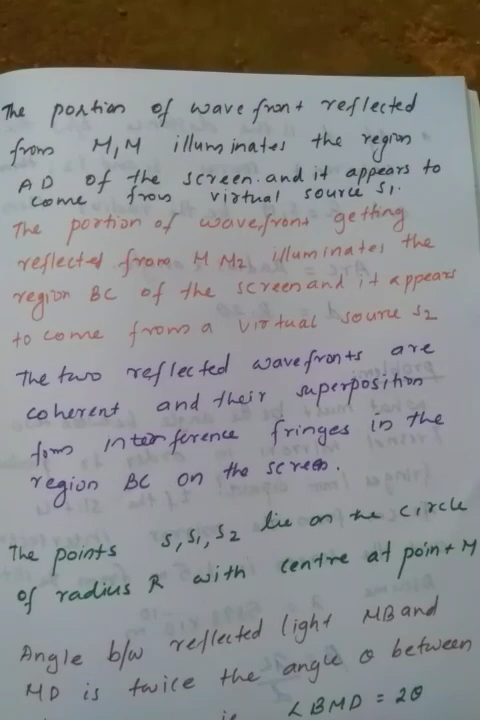 The portion of wave front reflected
from M,M illuminates the region
AD of the screen. and it appears to
come from virtual source S1.
The portion of wavefront getting
reflected from M M2 illuminates the
region BC of the screen and it appears
to come from a virtual source S2
The two reflected wavefronts are
coherent and their superposition
form interference fringes in the
region BC on the screen.
The points S, S1, S2 lie on the circle
of radius R with centre at point M
Angle b/w reflected light MB and
MD is twice the angle θ between
∠BMD = 2θ